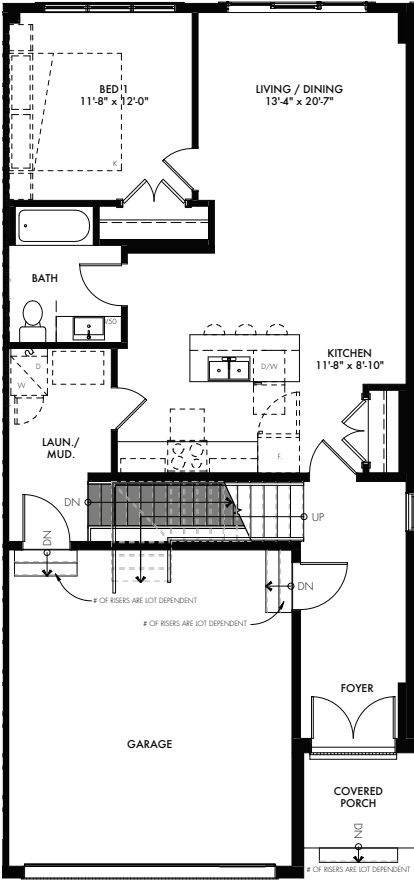 BED 1
11'-8" x 12'-0"
LIVING / DINING
13'-4" x 20'-7"
K
BATH
V50
D/W
KITCHEN
11'-8" x 8'-10"
D
W
LAUN./
MUD.
F.
DN
UP
DN
DN
# OF RISERS ARE LOT DEPENDENT
# OF RISERS ARE LOT DEPENDENT
FOYER
GARAGE
COVERED
PORCH
DN
# OF RISERS ARE LOT DEPENDENT